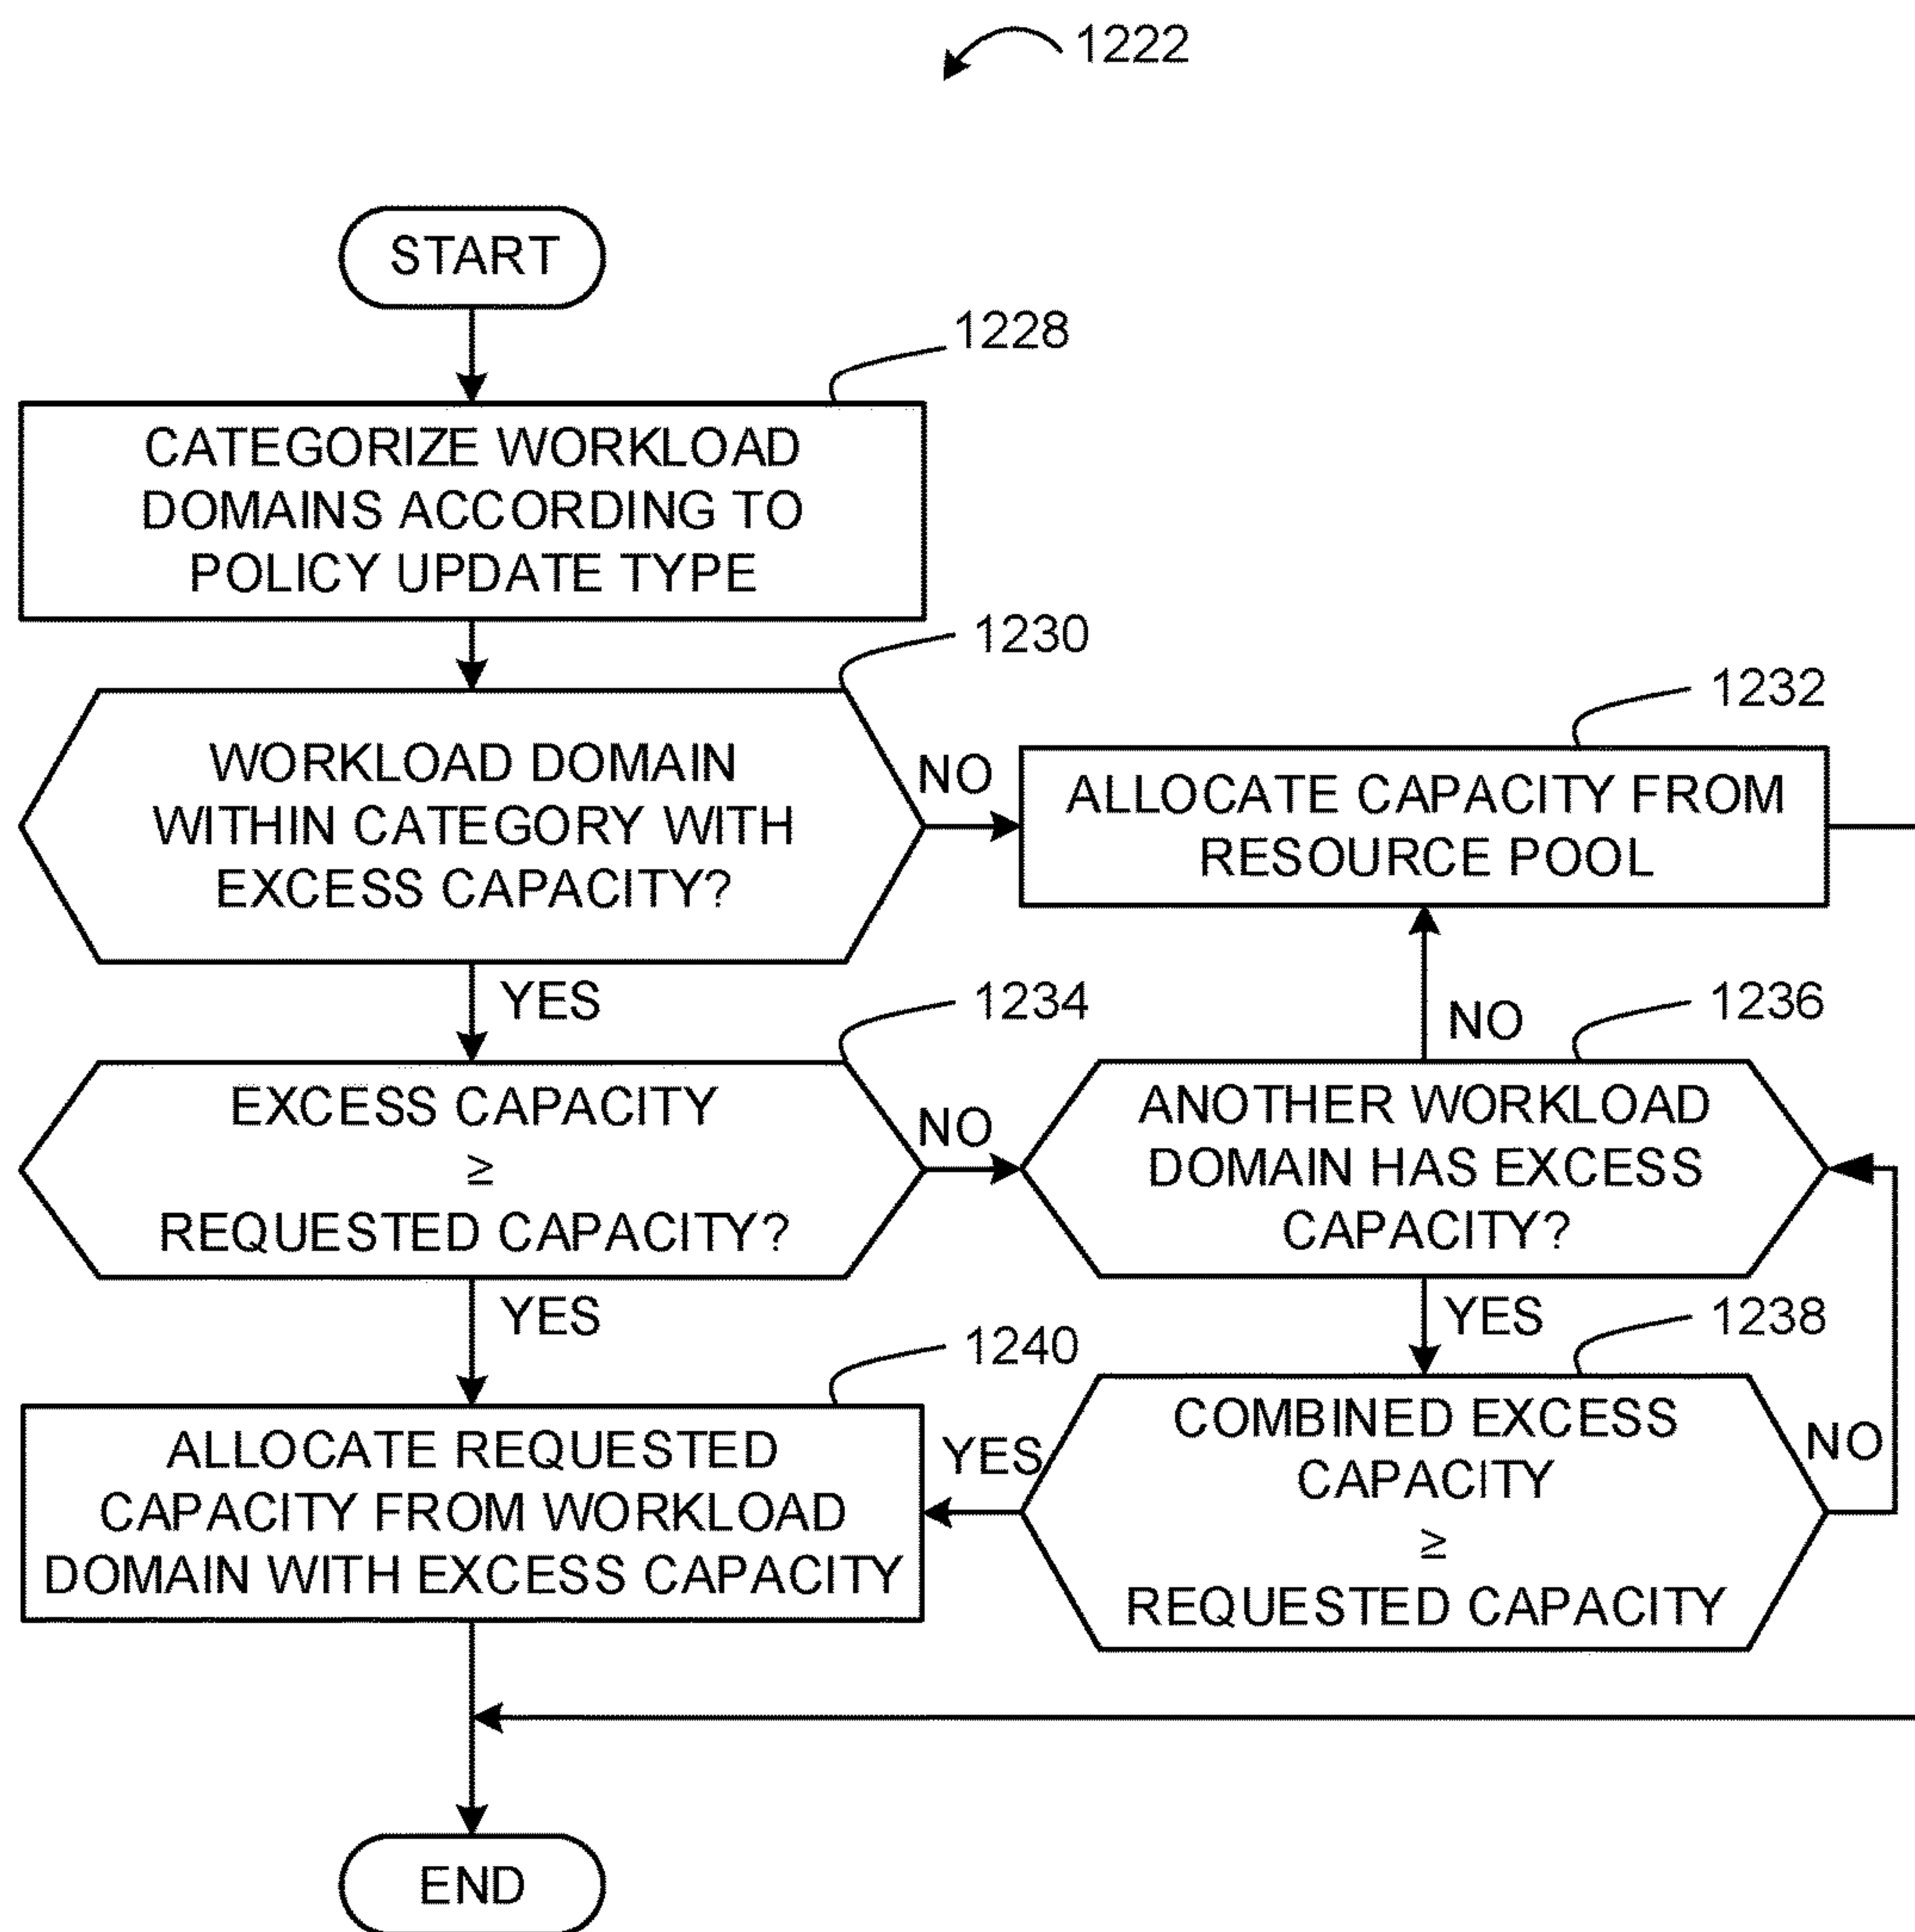 1222
START
1228
CATEGORIZE WORKLOAD
DOMAINS ACCORDING TO
POLICY UPDATE TYPE
1230
WORKLOAD DOMAIN
WITHIN CATEGORY WITH
EXCESS CAPACITY?
NO
1232
ALLOCATE CAPACITY FROM
RESOURCE POOL
YES
1234
EXCESS CAPACITY
≥
REQUESTED CAPACITY?
NO
NO
1236
ANOTHER WORKLOAD
DOMAIN HAS EXCESS
CAPACITY?
YES
YES
1238
COMBINED EXCESS
CAPACITY
≥
REQUESTED CAPACITY
NO
YES
1240
ALLOCATE REQUESTED
CAPACITY FROM WORKLOAD
DOMAIN WITH EXCESS CAPACITY
END